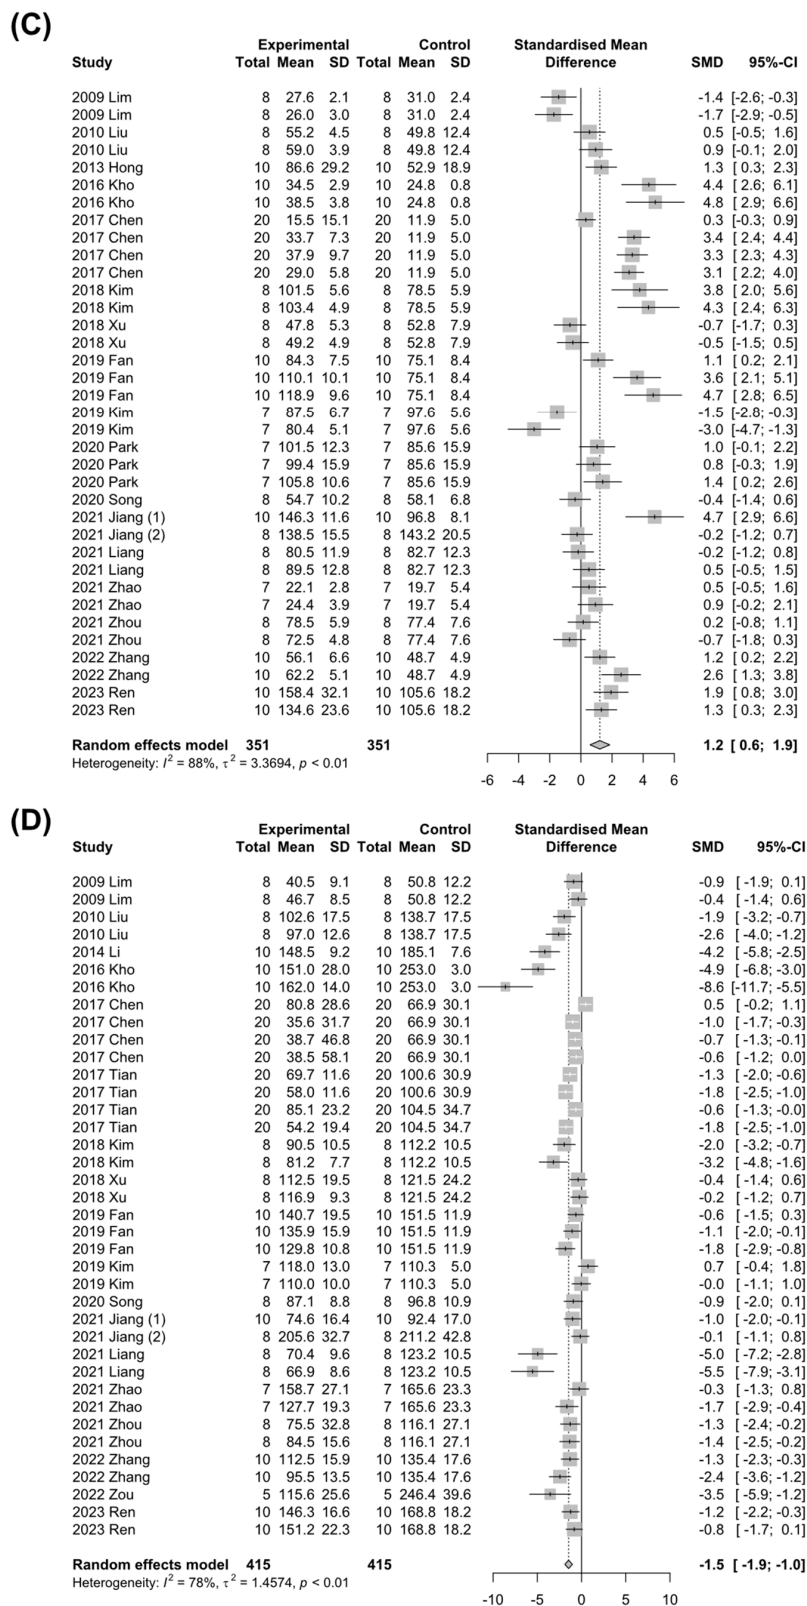 (C)
Experimental Control Standardised Mean
Study Total Mean SD Total Mean SD Difference SMD 95%-CI
2009 Lim 8 27.6 2.1 8 31.0 2.4 -1.4 [-2.6; -0.3]
2009 Lim 8 26.0 3.0 8 31.0 2.4 -1.7 [-2.9; -0.5]
2010 Liu 8 55.2 4.5 8 49.8 12.4 0.5 [-0.5; 1.6]
2010 Liu 8 59.0 3.9 8 49.8 12.4 0.9 [-0.1; 2.0]
2013 Hong 10 86.6 29.2 10 52.9 18.9 1.3 [ 0.3; 2.3]
2016 Kho 10 34.5 2.9 10 24.8 0.8 4.4 [ 2.6; 6.1]
2016 Kho 10 38.5 3.8 10 24.8 0.8 4.8 [ 2.9; 6.6]
2017 Chen 20 15.5 15.1 20 11.9 5.0 0.3 [-0.3; 0.9]
2017 Chen 20 33.7 7.3 20 11.9 5.0 3.4 [ 2.4; 4.4]
2017 Chen 20 37.9 9.7 20 11.9 5.0 3.3 [ 2.3; 4.3]
2017 Chen 20 29.0 5.8 20 11.9 5.0 3.1 [ 2.2; 4.0]
2018 Kim 8 101.5 5.6 8 78.5 5.9 3.8 [ 2.0; 5.6]
2018 Kim 8 103.4 4.9 8 78.5 5.9 4.3 [ 2.4; 6.3]
2018 Xu 8 47.8 5.3 8 52.8 7.9 -0.7 [-1.7; 0.3]
2018 Xu 8 49.2 4.9 8 52.8 7.9 -0.5 [-1.5; 0.5]
2019 Fan 10 84.3 7.5 10 75.1 8.4 1.1 [ 0.2; 2.1]
2019 Fan 10 110.1 10.1 10 75.1 8.4 3.6 [ 2.1; 5.1]
2019 Fan 10 118.9 9.6 10 75.1 8.4 4.7 [ 2.8; 6.5]
2019 Kim 7 87.5 6.7 7 97.6 5.6 -1.5 [-2.8; -0.3]
2019 Kim 7 80.4 5.1 7 97.6 5.6 -3.0 [-4.7; -1.3]
2020 Park 7 101.5 12.3 7 85.6 15.9 1.0 [-0.1; 2.2]
2020 Park 7 99.4 15.9 7 85.6 15.9 0.8 [-0.3; 1.9]
2020 Park 7 105.8 10.6 7 85.6 15.9 1.4 [ 0.2; 2.6]
2020 Song 8 54.7 10.2 8 58.1 6.8 -0.4 [-1.4; 0.6]
2021 Jiang (1) 10 146.3 11.6 10 96.8 8.1 4.7 [ 2.9; 6.6]
2021 Jiang (2) 8 138.5 15.5 8 143.2 20.5 -0.2 [-1.2; 0.7]
2021 Liang 8 80.5 11.9 8 82.7 12.3 -0.2 [-1.2; 0.8]
2021 Liang 8 89.5 12.8 8 82.7 12.3 0.5 [-0.5; 1.5]
2021 Zhao 7 22.1 2.8 7 19.7 5.4 0.5 [-0.5; 1.6]
2021 Zhao 7 24.4 3.9 7 19.7 5.4 0.9 [-0.2; 2.1]
2021 Zhou 8 78.5 5.9 8 77.4 7.6 0.2 [-0.8; 1.1]
2021 Zhou 8 72.5 4.8 8 77.4 7.6 -0.7 [-1.8; 0.3]
2022 Zhang 10 56.1 6.6 10 48.7 4.9 1.2 [ 0.2; 2.2]
2022 Zhang 10 62.2 5.1 10 48.7 4.9 2.6 [ 1.3; 3.8]
2023 Ren 10 158.4 32.1 10 105.6 18.2 1.9 [ 0.8; 3.0]
2023 Ren 10 134.6 23.6 10 105.6 18.2 1.3 [ 0.3; 2.3]
Random effects model 351 351 1.2 [ 0.6; 1.9]
Heterogeneity: I² = 88%, τ² = 3.3694, p < 0.01
-6 -4 -2 0 2 4 6
(D)
Experimental Control Standardised Mean
Study Total Mean SD Total Mean SD Difference SMD 95%-CI
2009 Lim 8 40.5 9.1 8 50.8 12.2 -0.9 [ -1.9; 0.1]
2009 Lim 8 46.7 8.5 8 50.8 12.2 -0.4 [ -1.4; 0.6]
2010 Liu 8 102.6 17.5 8 138.7 17.5 -1.9 [ -3.2; -0.7]
2010 Liu 8 97.0 12.6 8 138.7 17.5 -2.6 [ -4.0; -1.2]
2014 Li 10 148.5 9.2 10 185.1 7.6 -4.2 [ -5.8; -2.5]
2016 Kho 10 151.0 28.0 10 253.0 3.0 -4.9 [ -6.8; -3.0]
2016 Kho 10 162.0 14.0 10 253.0 3.0 -8.6 [-11.7; -5.5]
2017 Chen 20 80.8 28.6 20 66.9 30.1 0.5 [ -0.2; 1.1]
2017 Chen 20 35.6 31.7 20 66.9 30.1 -1.0 [ -1.7; -0.3]
2017 Chen 20 38.7 46.8 20 66.9 30.1 -0.7 [ -1.3; -0.1]
2017 Chen 20 38.5 58.1 20 66.9 30.1 -0.6 [ -1.2; 0.0]
2017 Tian 20 69.7 11.6 20 100.6 30.9 -1.3 [ -2.0; -0.6]
2017 Tian 20 58.0 11.6 20 100.6 30.9 -1.8 [ -2.5; -1.0]
2017 Tian 20 85.1 23.2 20 104.5 34.7 -0.6 [ -1.3; -0.0]
2017 Tian 20 54.2 19.4 20 104.5 34.7 -1.8 [ -2.5; -1.0]
2018 Kim 8 90.5 10.5 8 112.2 10.5 -2.0 [ -3.2; -0.7]
2018 Kim 8 81.2 7.7 8 112.2 10.5 -3.2 [ -4.8; -1.6]
2018 Xu 8 112.5 19.5 8 121.5 24.2 -0.4 [ -1.4; 0.6]
2018 Xu 8 116.9 9.3 8 121.5 24.2 -0.2 [ -1.2; 0.7]
2019 Fan 10 140.7 19.5 10 151.5 11.9 -0.6 [ -1.5; 0.3]
2019 Fan 10 135.9 15.9 10 151.5 11.9 -1.1 [ -2.0; -0.1]
2019 Fan 10 129.8 10.8 10 151.5 11.9 -1.8 [ -2.9; -0.8]
2019 Kim 7 118.0 13.0 7 110.3 5.0 0.7 [ -0.4; 1.8]
2019 Kim 7 110.0 10.0 7 110.3 5.0 -0.0 [ -1.1; 1.0]
2020 Song 8 87.1 8.8 8 96.8 10.9 -0.9 [ -2.0; 0.1]
2021 Jiang (1) 10 74.6 16.4 10 92.4 17.0 -1.0 [ -2.0; -0.1]
2021 Jiang (2) 8 205.6 32.7 8 211.2 42.8 -0.1 [ -1.1; 0.8]
2021 Liang 8 70.4 9.6 8 123.2 10.5 -5.0 [ -7.2; -2.8]
2021 Liang 8 66.9 8.6 8 123.2 10.5 -5.5 [ -7.9; -3.1]
2021 Zhao 7 158.7 27.1 7 165.6 23.3 -0.3 [ -1.3; 0.8]
2021 Zhao 7 127.7 19.3 7 165.6 23.3 -1.7 [ -2.9; -0.4]
2021 Zhou 8 75.5 32.8 8 116.1 27.1 -1.3 [ -2.4; -0.2]
2021 Zhou 8 84.5 15.6 8 116.1 27.1 -1.4 [ -2.5; -0.2]
2022 Zhang 10 112.5 15.9 10 135.4 17.6 -1.3 [ -2.3; -0.3]
2022 Zhang 10 95.5 13.5 10 135.4 17.6 -2.4 [ -3.6; -1.2]
2022 Zou 5 115.6 25.6 5 246.4 39.6 -3.5 [ -5.9; -1.2]
2023 Ren 10 146.3 16.6 10 168.8 18.2 -1.2 [ -2.2; -0.3]
2023 Ren 10 151.2 22.3 10 168.8 18.2 -0.8 [ -1.7; 0.1]
Random effects model 415 415 -1.5 [ -1.9; -1.0]
Heterogeneity: I² = 78%, τ² = 1.4574, p < 0.01
-10 -5 0 5 10